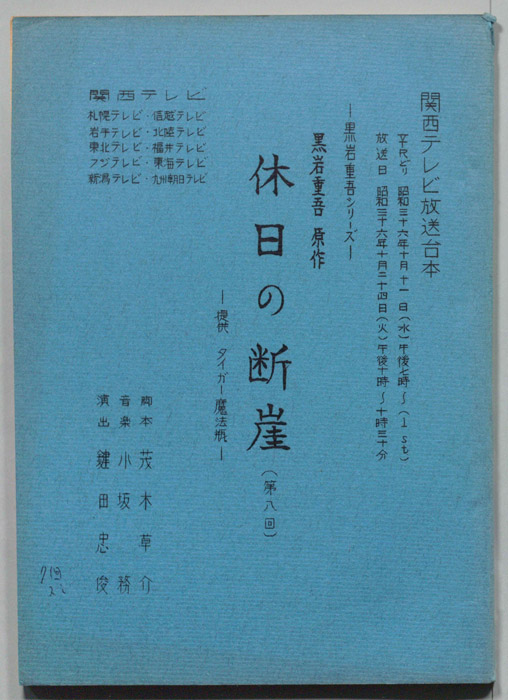 関西テレビ放送台本
本どり 昭和三十六年十月十一日(水)午後七時〜(1st)
放送日 昭和三十六年十月二十四日(火)午後十時〜十時三十分
―黒岩重吾シリーズ―
黒岩重吾 原作
休日の断崖(第八回)
―提供 タイガー魔法瓶―
関西テレビ
札幌テレビ・信越テレビ
岩手テレビ・北陸テレビ
東北テレビ・福井テレビ
フジテレビ・東海テレビ
新潟テレビ・九州朝日テレビ
脚本 茂木草介
音楽 小坂務
演出 鍵田忠俊